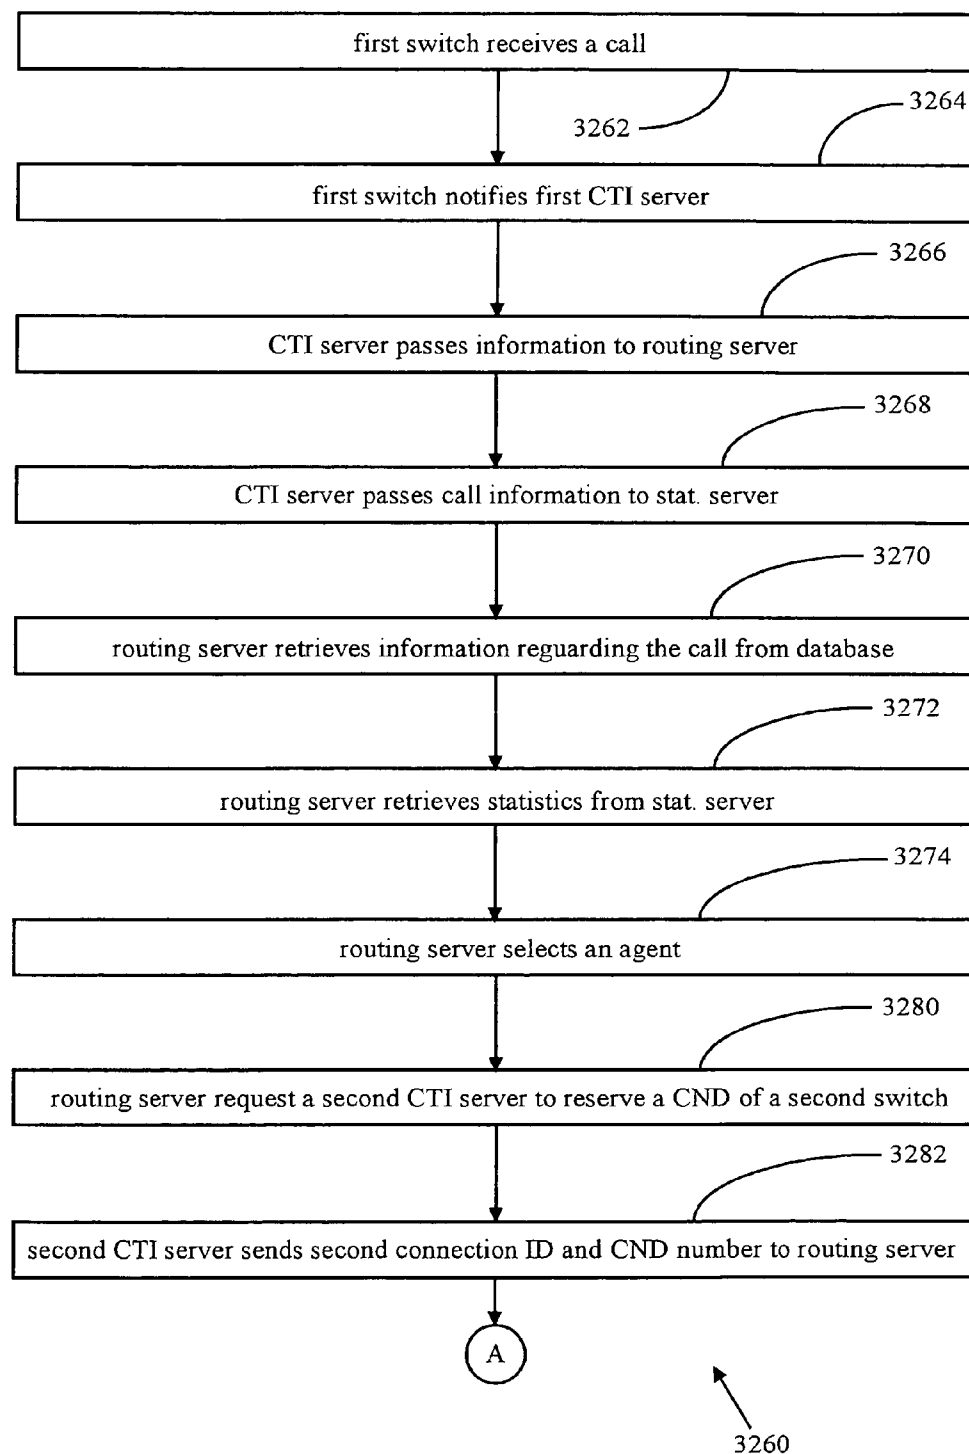 first switch receives a call
3262
3264
first switch notifies first CTI server
3266
CTI server passes information to routing server
3268
CTI server passes call information to stat. server
3270
routing server retrieves information reguarding the call from database
3272
routing server retrieves statistics from stat. server
3274
routing server selects an agent
3280
routing server request a second CTI server to reserve a CND of a second switch
3282
second CTI server sends second connection ID and CND number to routing server
A
3260